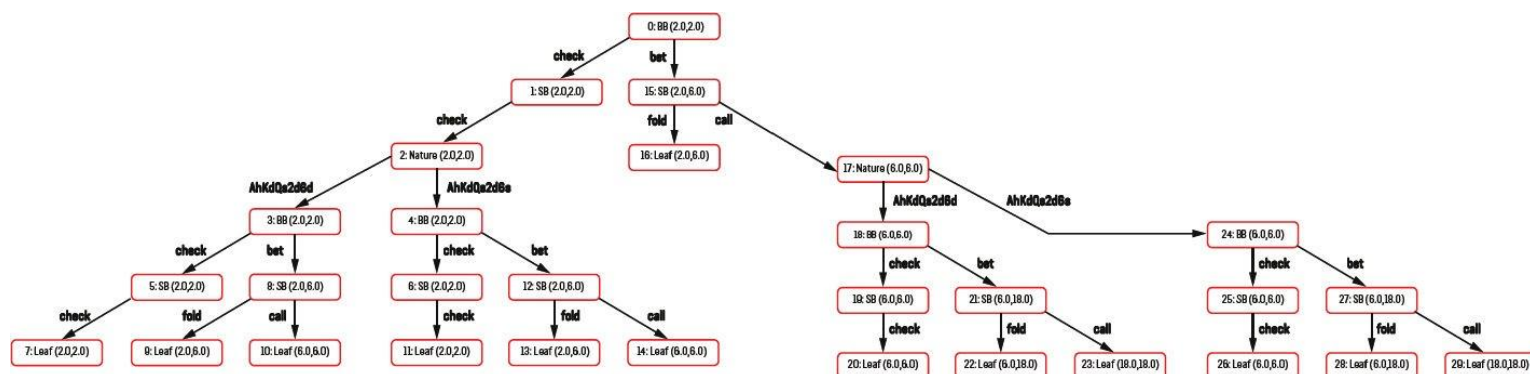 0: BB (2.0,2.0)
check
bet
1: SB (2.0,2.0)
15: SB (2.0,6.0)
check
fold
call
2: Nature (2.0,2.0)
16: Leaf (2.0,6.0)
17: Nature (6.0,6.0)
AhKdQs2d6d
AhKdQs2d6s
AhKdQs2d6d
AhKdQs2d6s
3: BB (2.0,2.0)
4: BB (2.0,2.0)
18: BB (6.0,6.0)
24: BB (6.0,6.0)
check
bet
check
bet
check
bet
check
bet
5: SB (2.0,2.0)
8: SB (2.0,6.0)
6: SB (2.0,2.0)
12: SB (2.0,6.0)
19: SB (6.0,6.0)
21: SB (6.0,18.0)
25: SB (6.0,6.0)
27: SB (6.0,18.0)
check
fold
call
check
fold
call
check
fold
call
check
fold
call
7: Leaf (2.0,2.0)
9: Leaf (2.0,6.0)
10: Leaf (6.0,6.0)
11: Leaf (2.0,2.0)
13: Leaf (2.0,6.0)
14: Leaf (6.0,6.0)
20: Leaf (6.0,6.0)
22: Leaf (6.0,18.0)
23: Leaf (18.0,18.0)
26: Leaf (6.0,6.0)
28: Leaf (6.0,18.0)
29: Leaf (18.0,18.0)